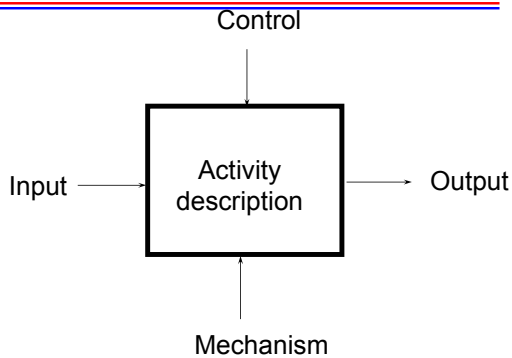 Control
Activity
description
Input
Output
Mechanism